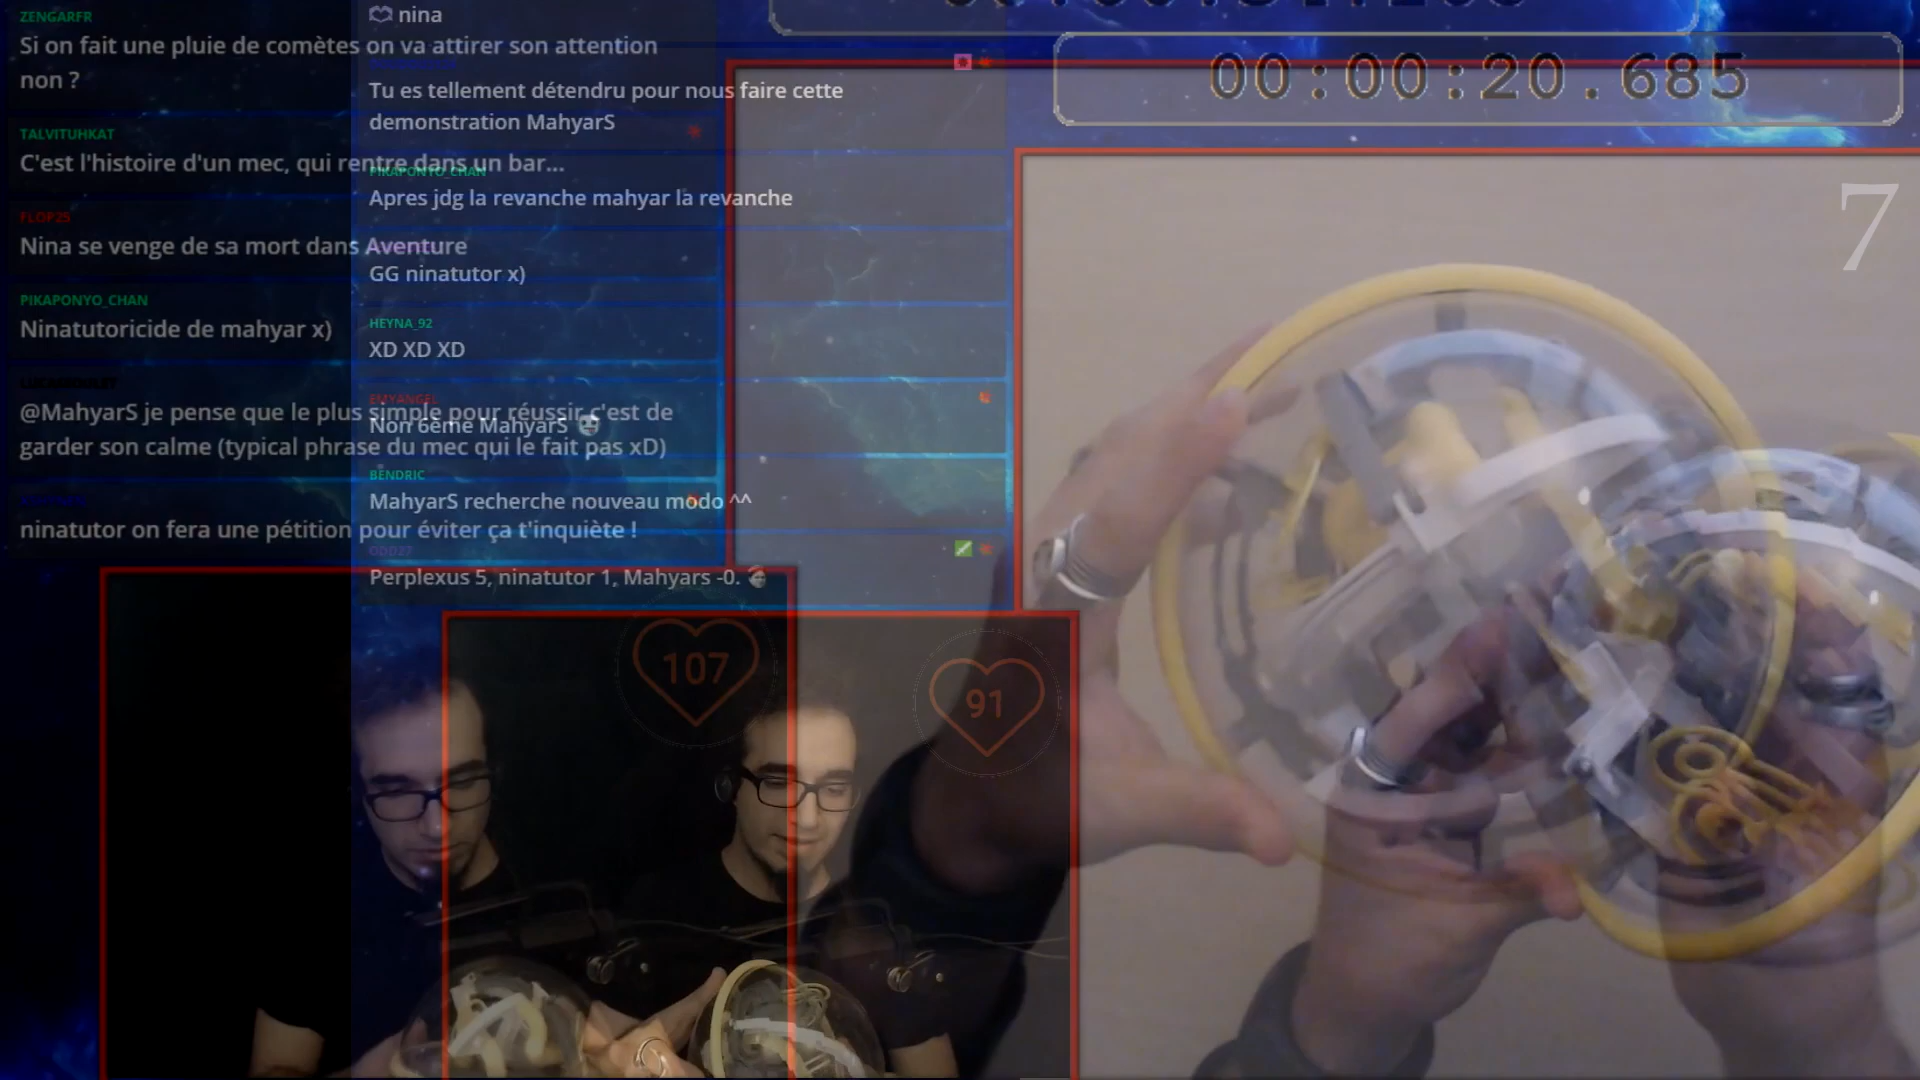 ZENGARFR
Si on fait une pluie de comètes on va attirer son attention
non ?
TALVITUHKAT
C'est l'histoire d'un mec, qui rentre dans un bar...
FLOP25
Nina se venge de sa mort dans Aventure
PIKAPONYO_CHAN
Ninatutoricide de mahyar x)
@MahyarS je pense que le plus simple pour réussir c'est de
garder son calme (typical phrase du mec qui le fait pas xD)
ninatutor on fera une pétition pour éviter ça t'inquiète !
nina
Tu es tellement détendru pour nous faire cette
demonstration MahyarS
PIKAPONYO_CHAN
Apres jdg la revanche mahyar la revanche
GG ninatutor x)
HEYNA_92
XD XD XD
EMYANGEL
Non 6ème MahyarS
BENDRIC
MahyarS recherche nouveau modo ^^
ODD27
Perplexus 5, ninatutor 1, Mahyars -0.
00:00:20.685
7
107
91